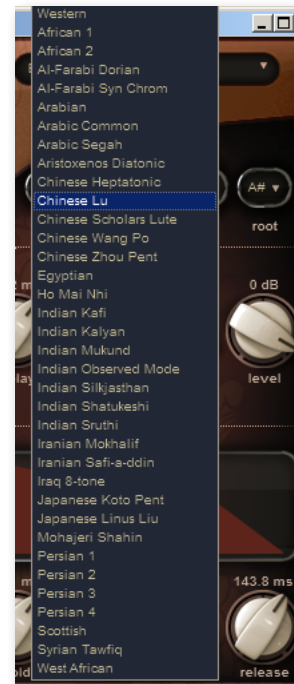 Western
African 1
African 2
Al-Farabi Dorian
Al-Farabi Syn Chrom
Arabian
Arabic Common
Arabic Segah
Aristoxenos Diatonic
Chinese Heptatonic
Chinese Lu
A#
Chinese Scholars Lute
root
Chinese Wang Po
Chinese Zhou Pent
Egyptian
0 dB
Ho Mai Nhi
Indian Kafi
Indian Kalyan
Indian Mukund
Indian Observed Mode
level
Indian Silkjasthan
Indian Shatukeshi
Indian Sruthi
Iranian Mokhalif
Iranian Safi-a-ddin
Iraq 8-tone
Japanese Koto Pent
Japanese Linus Liu
Mohajeri Shahin
Persian 1
Persian 2
143.8 ms
Persian 3
Persian 4
Scottish
Syrian Tawfiq
West African
release